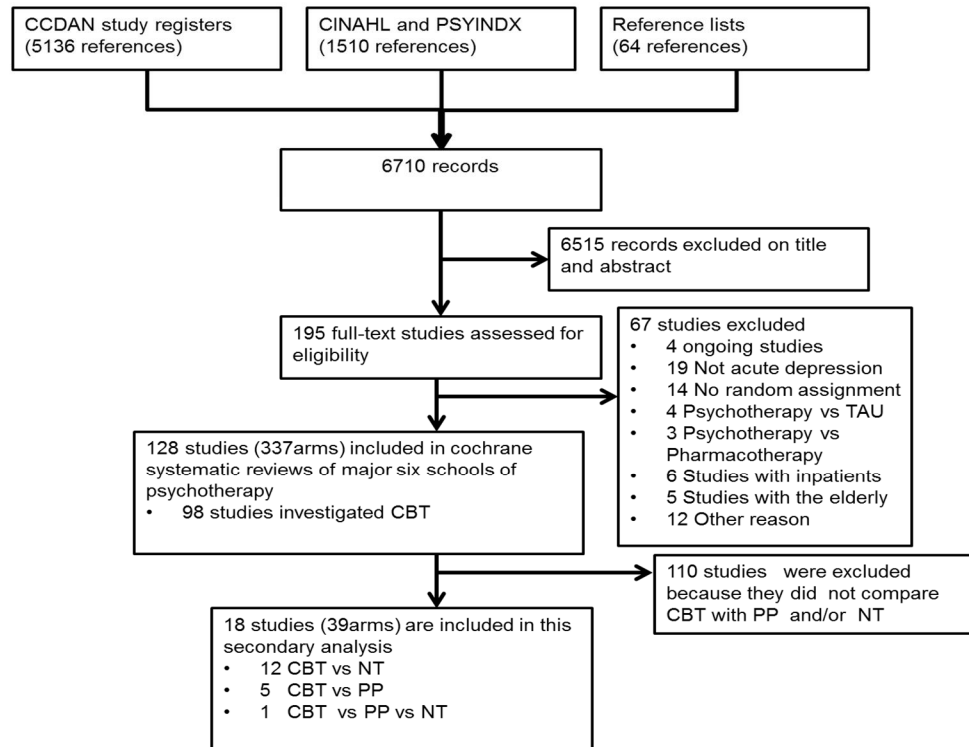 CCDAN study registers
(5136 references)
CINAHL and PSYINDX
(1510 references)
Reference lists
(64 references)
6710 records
6515 records excluded on title
and abstract
195 full-text studies assessed for
eligibility
67 studies excluded
• 4 ongoing studies
• 19 Not acute depression
• 14 No random assignment
• 4 Psychotherapy vs TAU
• 3 Psychotherapy vs
Pharmacotherapy
• 6 Studies with inpatients
• 5 Studies with the elderly
• 12 Other reason
128 studies (337arms) included in cochrane
systematic reviews of major six schools of
psychotherapy
• 98 studies investigated CBT
110 studies were excluded
because they did not compare
CBT with PP and/or NT
18 studies (39arms) are included in this
secondary analysis
• 12 CBT vs NT
• 5 CBT vs PP
• 1 CBT vs PP vs NT